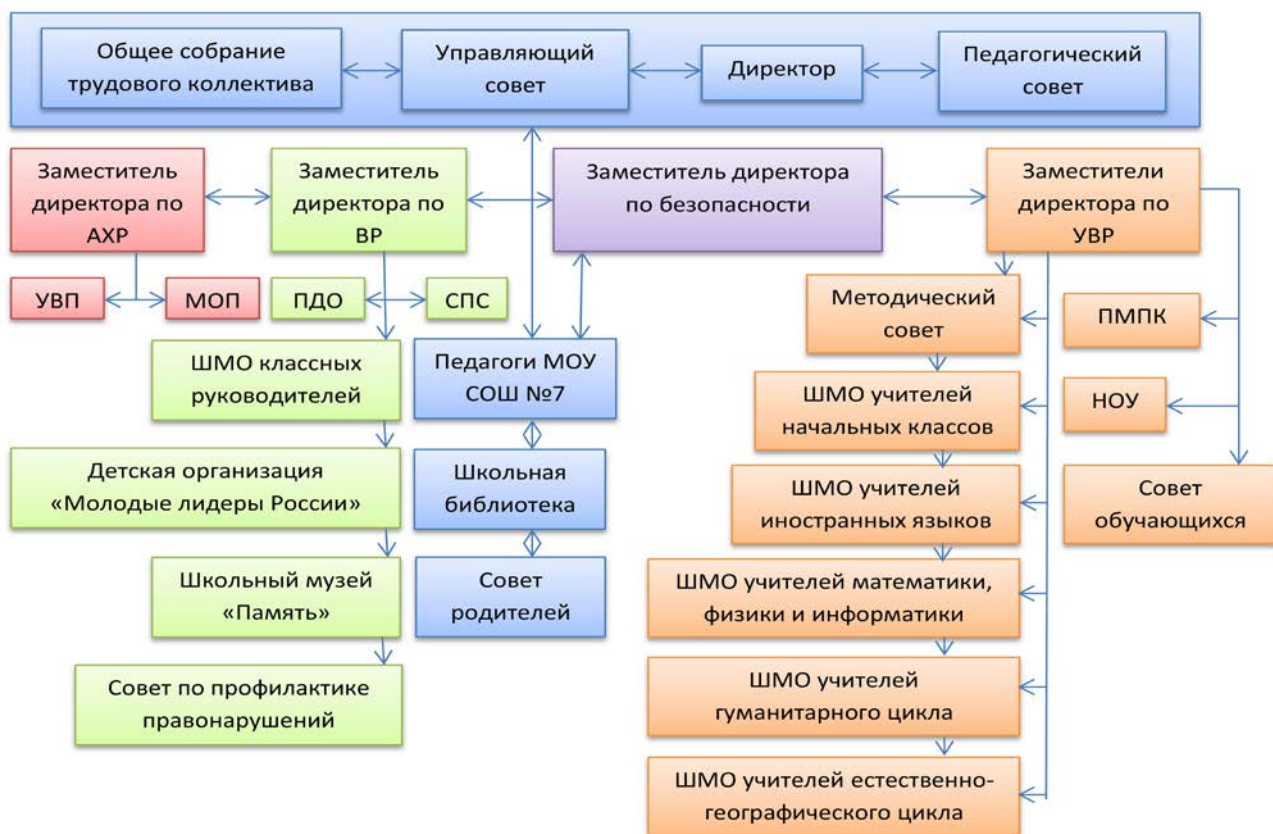 Общее собрание
трудового коллектива
Управляющий
совет
Директор
Педагогический
совет
Заместитель
директора по
АХР
Заместитель
директора по
ВР
Заместитель директора
по безопасности
Заместители
директора по
УВР
УВП
МОП
ПДО
СПС
ШМО классных
руководителей
Детская организация
«Молодые лидеры России»
Школьный музей
«Память»
Совет по профилактике
правонарушений
Педагоги МОУ
СОШ №7
Школьная
библиотека
Совет
родителей
Методический
совет
ШМО учителей
начальных классов
ШМО учителей
иностранных языков
ШМО учителей математики,
физики и информатики
ШМО учителей
гуманитарного цикла
ШМО учителей естественно-
географического цикла
ПМПК
НОУ
Совет
обучающихся